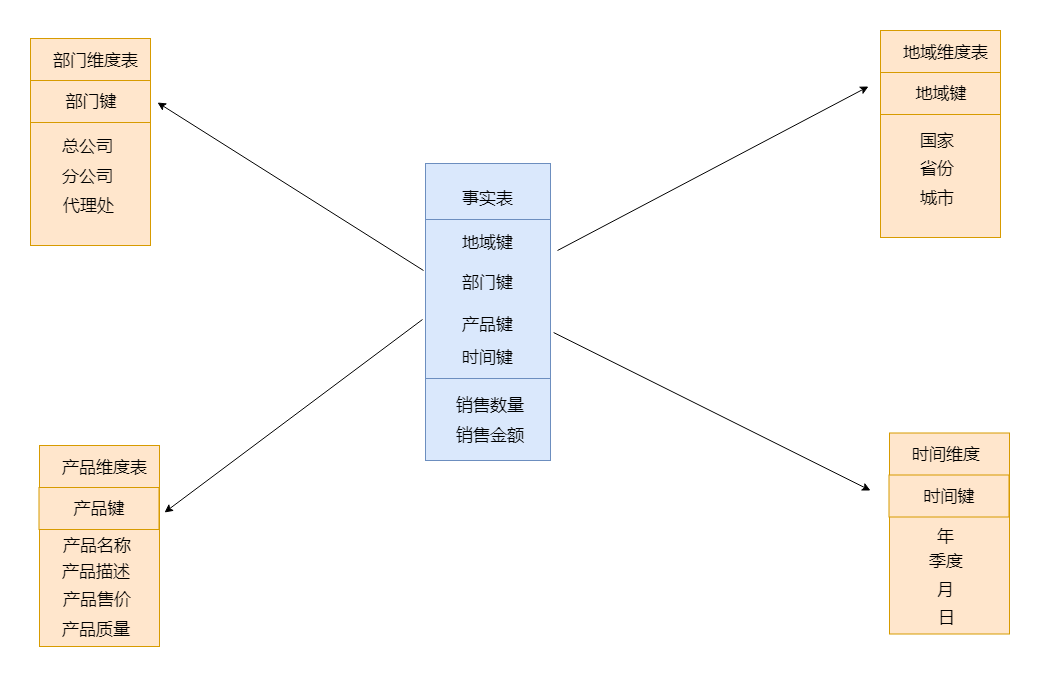 部门维度表
部门键
总公司
分公司
代理处
地域维度表
地域键
国家
省份
城市
事实表
地域键
部门键
产品键
时间键
销售数量
销售金额
产品维度表
产品键
产品名称
产品描述
产品售价
产品质量
时间维度
时间键
年
季度
月
日